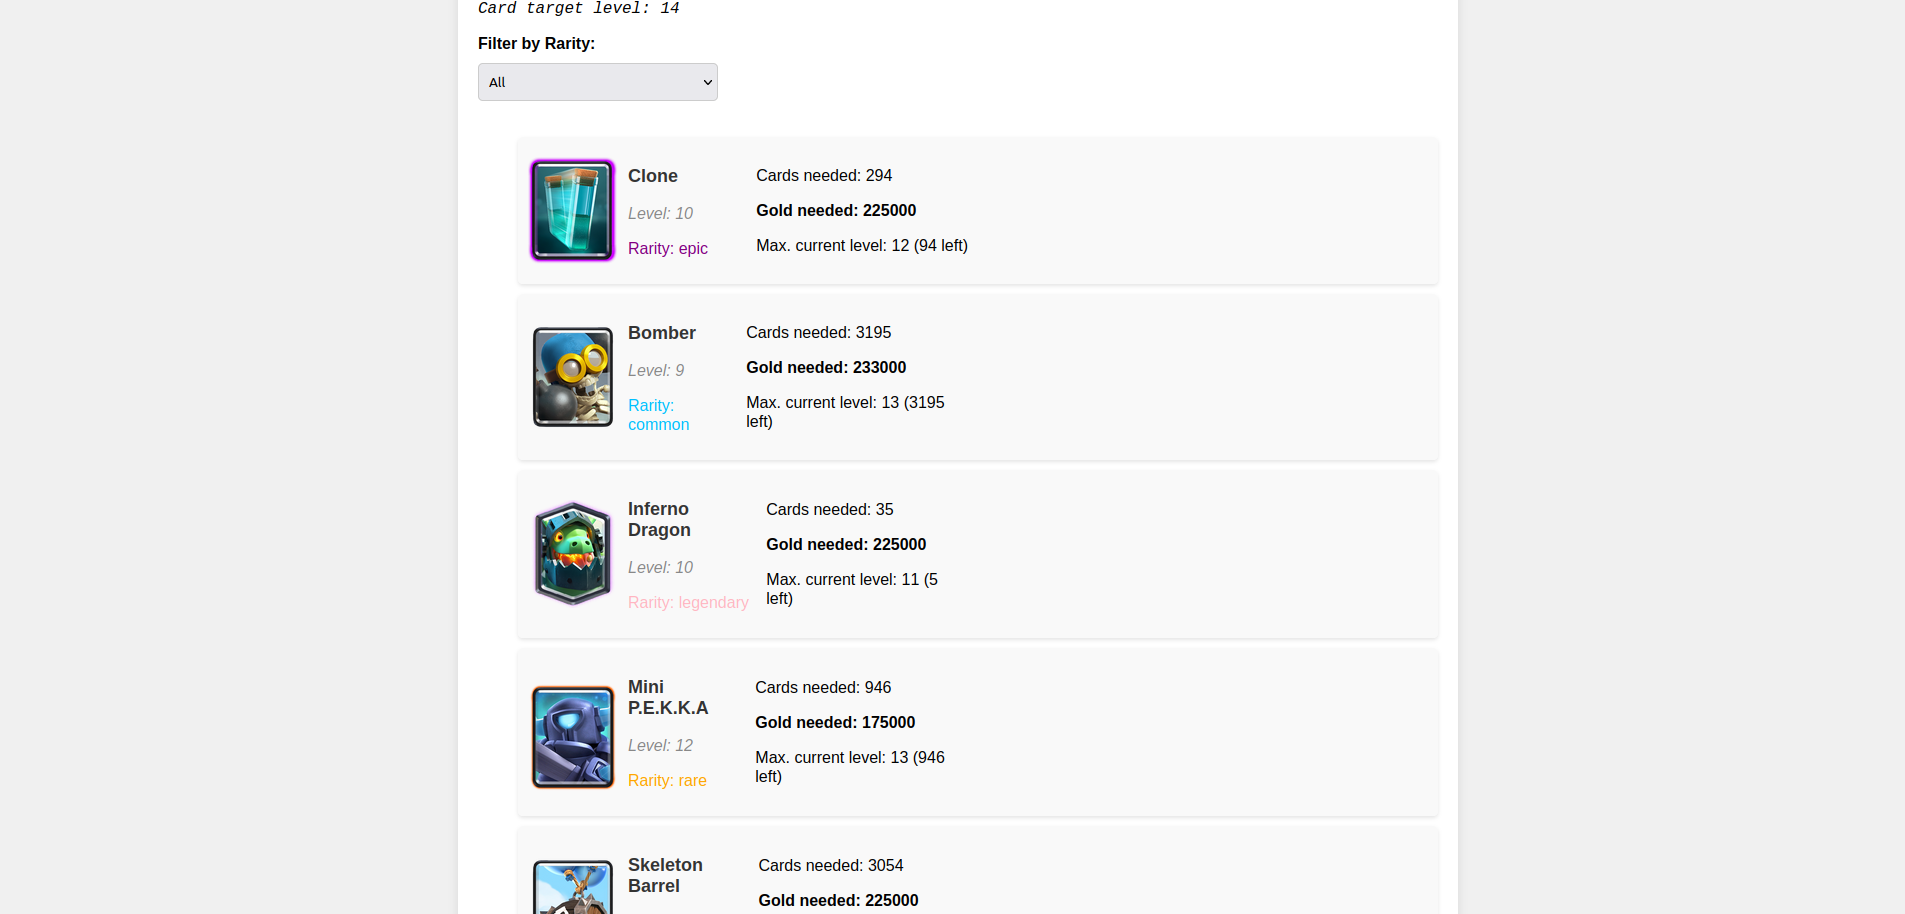 Card target level: 14
Filter by Rarity:
All
Clone
Level: 10
Rarity: epic
Cards needed: 294
Gold needed: 225000
Max. current level: 12 (94 left)
Bomber
Level: 9
Rarity:
common
Cards needed: 3195
Gold needed: 233000
Max. current level: 13 (3195
left)
Inferno
Dragon
Level: 10
Rarity: legendary
Cards needed: 35
Gold needed: 225000
Max. current level: 11 (5
left)
Mini
P.E.K.K.A
Level: 12
Rarity: rare
Cards needed: 946
Gold needed: 175000
Max. current level: 13 (946
left)
Skeleton
Barrel
Cards needed: 3054
Gold needed: 225000